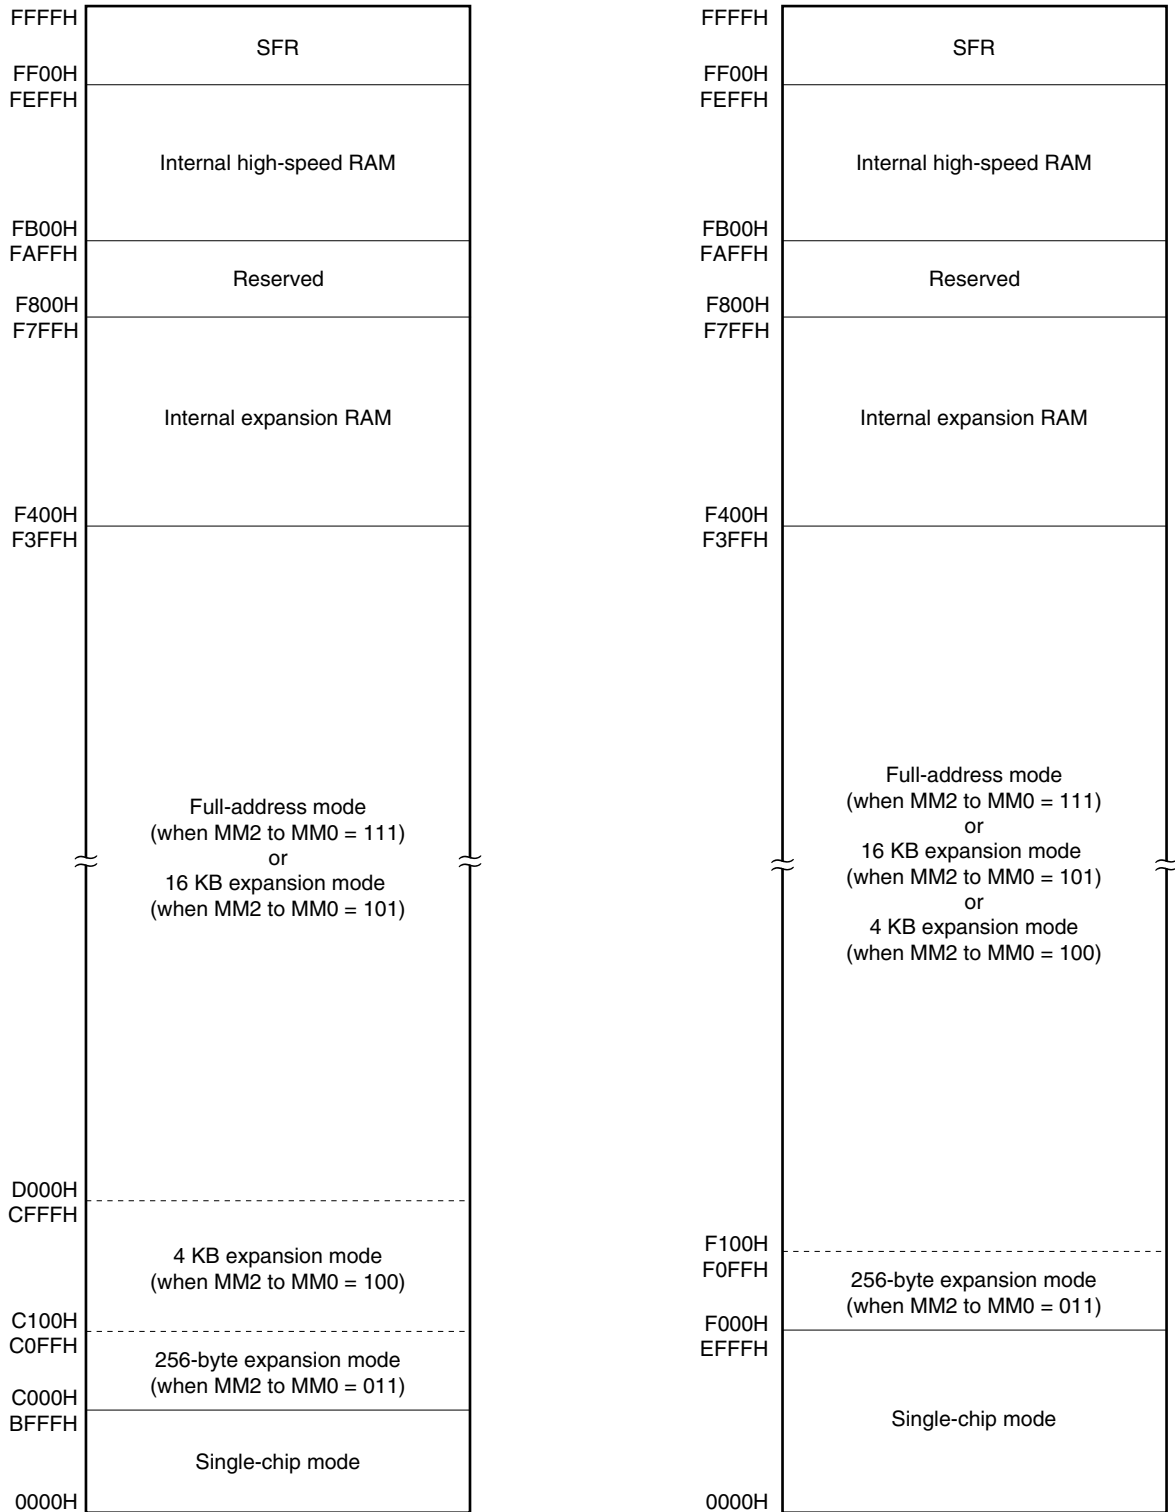 FFFFH
SFR
FF00H
FEFFH
Internal high-speed RAM
FB00H
FAFFH
Reserved
F800H
F7FFH
Internal expansion RAM
F400H
F3FFH
Full-address mode
(when MM2 to MM0 = 111)
or
16 KB expansion mode
(when MM2 to MM0 = 101)
D000H
CFFFH
4 KB expansion mode
(when MM2 to MM0 = 100)
C100H
C0FFH
256-byte expansion mode
(when MM2 to MM0 = 011)
C000H
BFFFH
Single-chip mode
0000H
FFFFH
SFR
FF00H
FEFFH
Internal high-speed RAM
FB00H
FAFFH
Reserved
F800H
F7FFH
Internal expansion RAM
F400H
F3FFH
Full-address mode
(when MM2 to MM0 = 111)
or
16 KB expansion mode
(when MM2 to MM0 = 101)
or
4 KB expansion mode
(when MM2 to MM0 = 100)
F100H
F0FFH
256-byte expansion mode
(when MM2 to MM0 = 011)
F000H
EFFFH
Single-chip mode
0000H